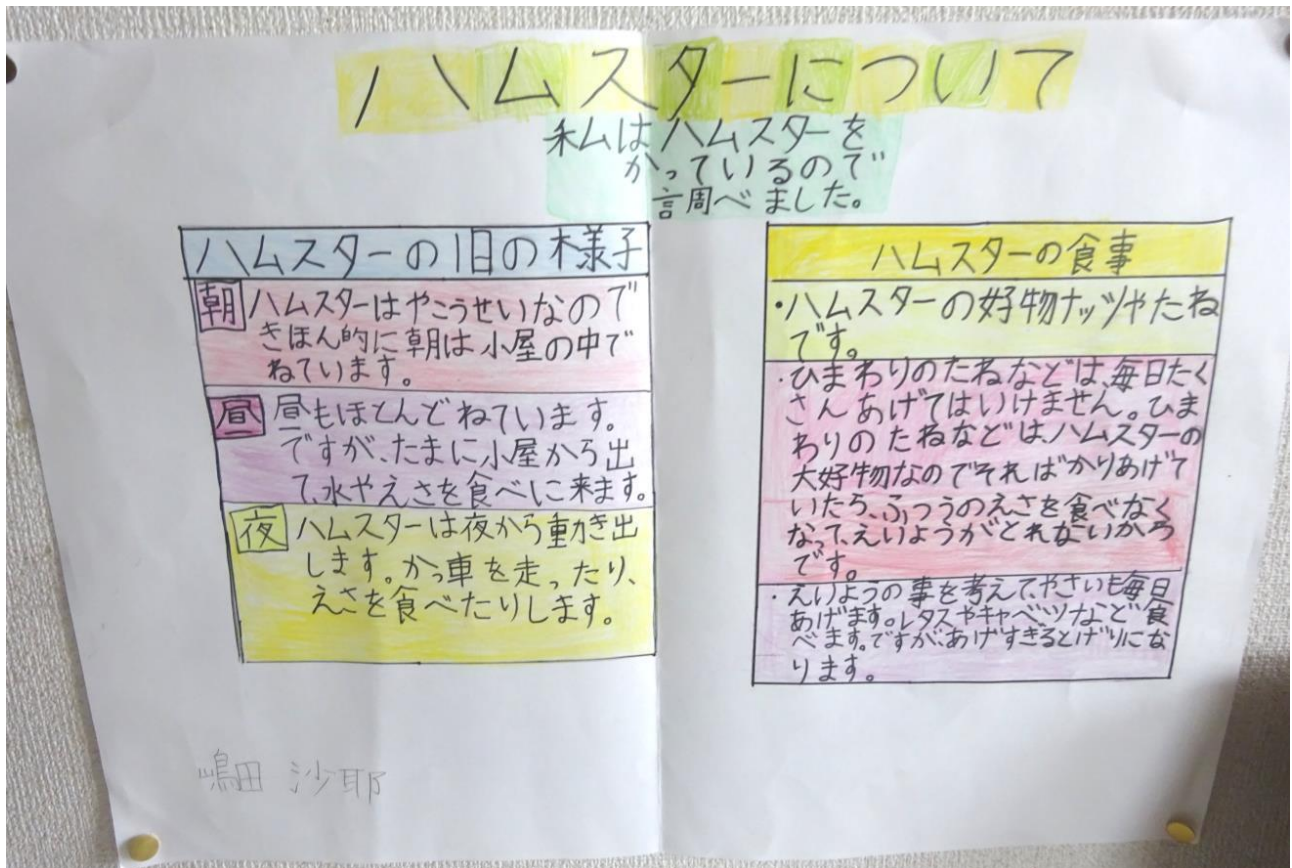 ハムスターについて
私はハムスターを
かっているので
調べました。
ハムスターの1日の様子
朝 ハムスターはやこうせいなので
きほん的に朝は小屋の中で
ねています。
昼 昼もほとんどねています。
ですが、たまに小屋から出
て、水やえさを食べに来ます。
夜 ハムスターは夜から動き出
します。かっ車を走ったり、
えさを食べたりします。
ハムスターの食事
・ハムスターの好物ナッツやたね
です。
・ひまわりのたねなどは、毎日たく
さんあげてはいけません。ひま
わりのたねなどは、ハムスターの
大好物なのでそればかりあげて
いたら、ふつうのえさを食べなく
なって、えいようがとれないから
です。
・えいようの事を考えて、やさいも毎日
あげます。レタスやキャベツなど食
べます。ですが、あげすぎるとげりにな
ります。
嶋田 沙耶